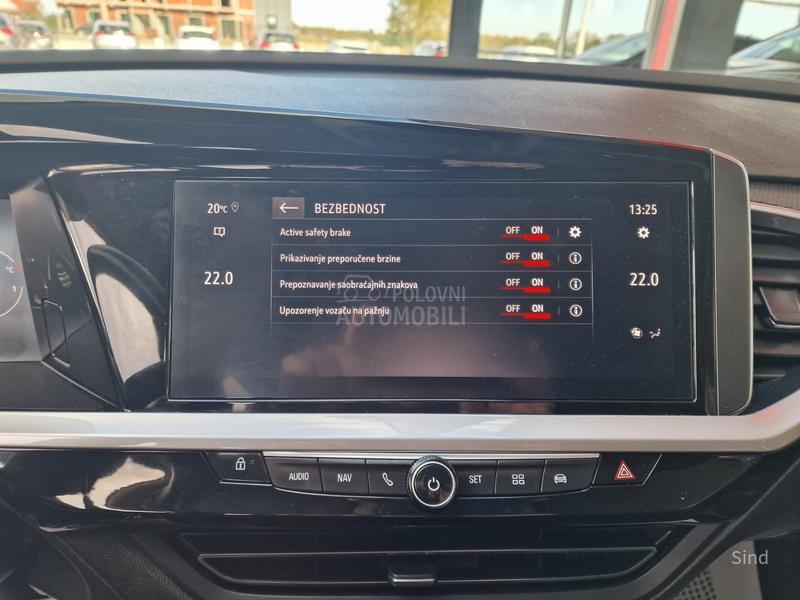 20°C
BEZBEDNOST
13:25
Active safety brake OFF ON
Prikazivanje preporučene brzine OFF ON
22.0
22.0
Prepoznavanje saobraćajnih znakova OFF ON
POLOVNI
AUTOMOBILI
Upozorenje vozaču na pažnju OFF ON
AUDIO NAV SET
Sind